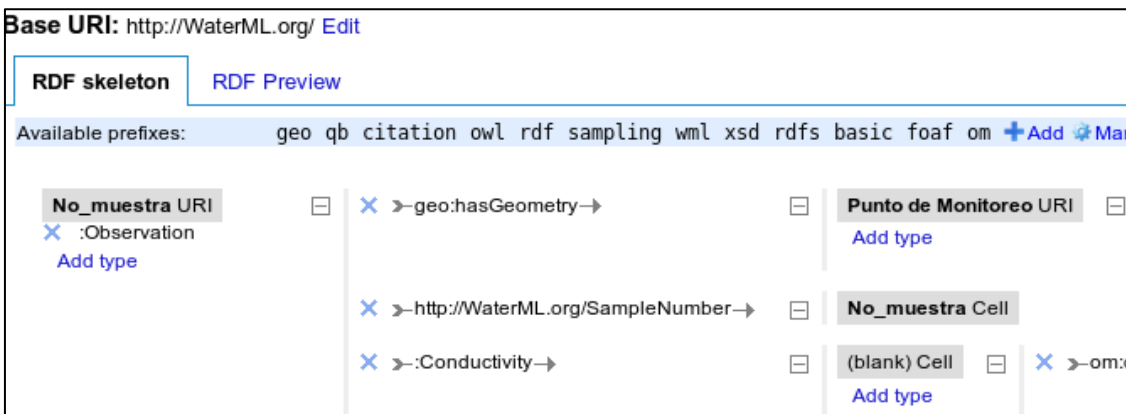 Base URI: http://WaterML.org/ Edit
RDF skeleton RDF Preview
Available prefixes: geo qb citation owl rdf sampling wml xsd rdfs basic foaf om Add
No_muestra URI geo:hasGeometry Punto de Monitoreo URI
:Observation Add type
Add type
http://WaterML.org/SampleNumber No_muestra Cell
:Conductivity (blank) Cell
Add type